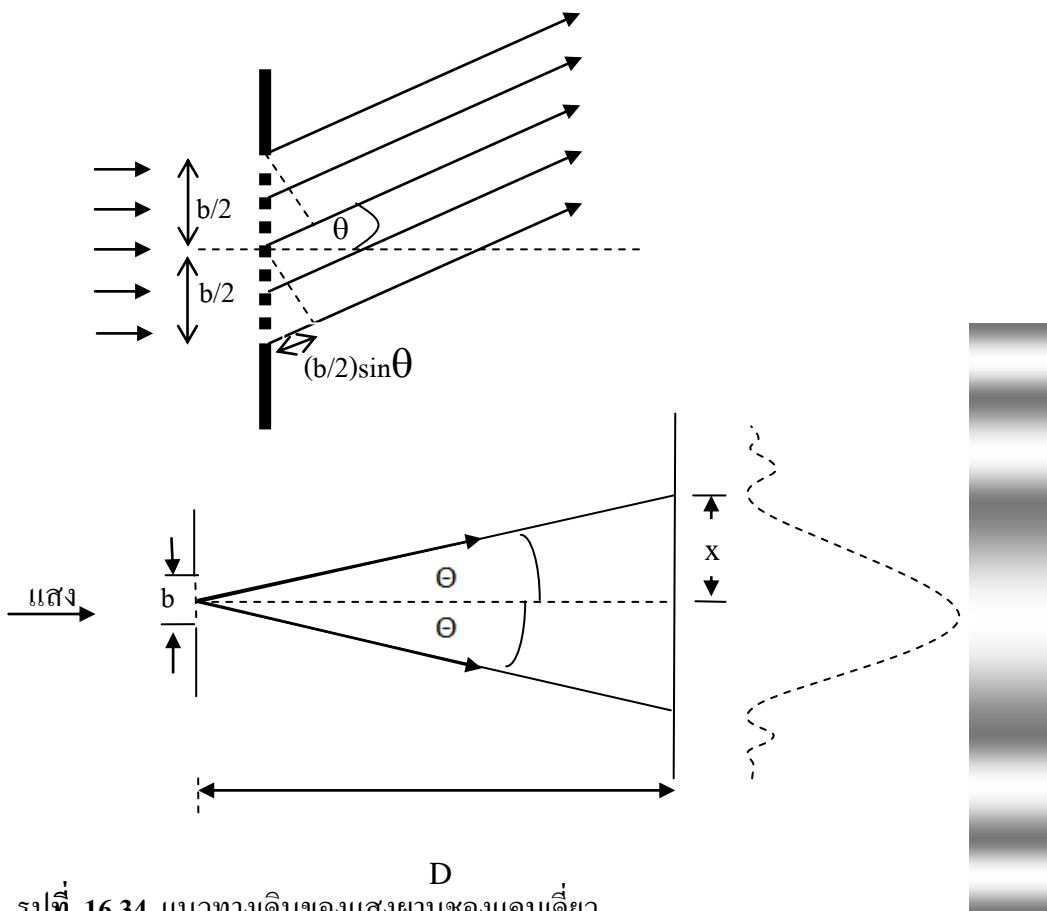 b/2
θ
b/2
(b/2)sinθ
x
Θ
แสง
b
Θ
D
รูปที่ 16.34 แนวทางเดินของแสงผานชองแคบเดี่ยว